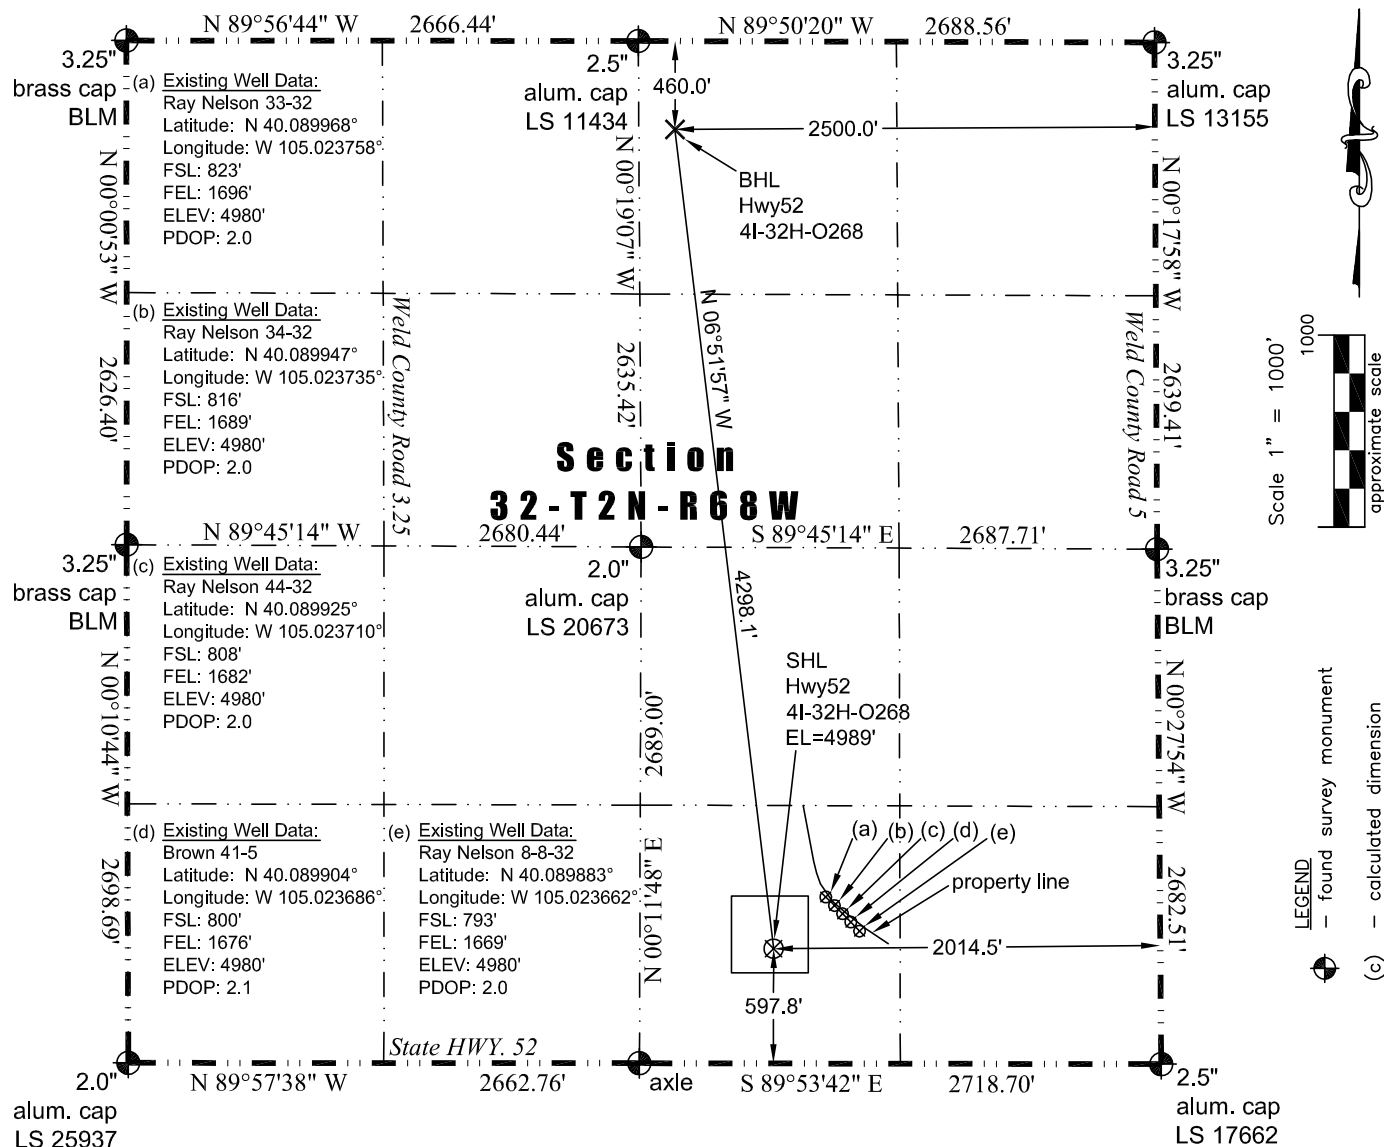 N 89°56'44" W 2666.44' N 89°50'20" W 2688.56'
3.25"
brass cap
BLM
2.5"
alum. cap
LS 11434
3.25"
alum. cap
LS 13155
460.0'
2500.0'
(a) Existing Well Data:
Ray Nelson 33-32
Latitude: N 40.089968°
Longitude: W 105.023758°
FSL: 823'
FEL: 1696'
ELEV: 4980'
PDOP: 2.0
BHL
Hwy52
4I-32H-O268
N 00°00'53" W
2626.40'
N 00°19'07" W
2635.42'
N 00°17'58" W
2639.41'
(b) Existing Well Data:
Ray Nelson 34-32
Latitude: N 40.089947°
Longitude: W 105.023735°
FSL: 816'
FEL: 1689'
ELEV: 4980'
PDOP: 2.0
Weld County Road 3.25
N 06°51'57" W
4298.1'
Weld County Road 5
Scale 1" = 1000'
1000
approximate scale
Section
32-T2N-R68W
N 89°45'14" W 2680.44' S 89°45'14" E 2687.71'
3.25"
brass cap
BLM
2.0"
alum. cap
LS 20673
3.25"
brass cap
BLM
(c) Existing Well Data:
Ray Nelson 44-32
Latitude: N 40.089925°
Longitude: W 105.023710°
FSL: 808'
FEL: 1682'
ELEV: 4980'
PDOP: 2.0
SHL
Hwy52
4I-32H-O268
EL=4989'
N 00°10'44" W
2698.69'
2689.00'
N 00°11'48" E
N 00°27'54" W
2682.51'
LEGEND
- found survey monument
(c) - calculated dimension
(d) Existing Well Data:
Brown 41-5
Latitude: N 40.089904°
Longitude: W 105.023686°
FSL: 800'
FEL: 1676'
ELEV: 4980'
PDOP: 2.1
(e) Existing Well Data:
Ray Nelson 8-8-32
Latitude: N 40.089883°
Longitude: W 105.023662°
FSL: 793'
FEL: 1669'
ELEV: 4980'
PDOP: 2.0
(a) (b) (c) (d) (e)
property line
2014.5'
597.8'
State HWY. 52
N 89°57'38" W 2662.76' axle S 89°53'42" E 2718.70'
2.0"
alum. cap
LS 25937
2.5"
alum. cap
LS 17662